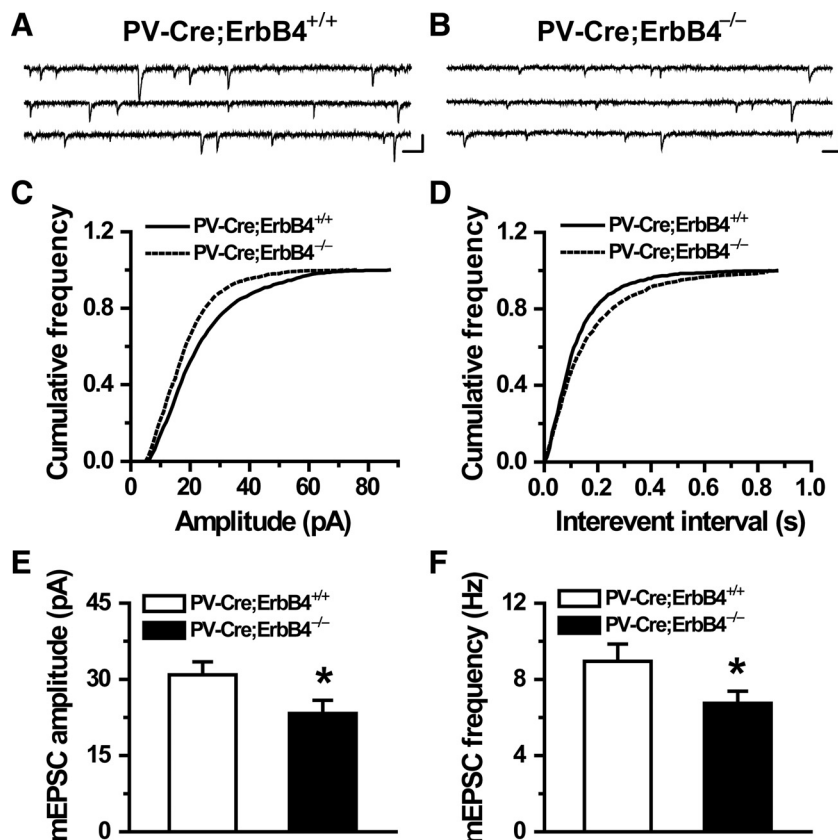 A PV-Cre;ErbB4+/+
B PV-Cre;ErbB4–/–
C
1.2
0.8
0.4
0.0
Cumulative frequency
PV-Cre;ErbB4+/+
PV-Cre;ErbB4–/–
0 20 40 60 80
Amplitude (pA)
D
1.2
0.8
0.4
0.0
Cumulative frequency
PV-Cre;ErbB4+/+
PV-Cre;ErbB4–/–
0.0 0.2 0.4 0.6 0.8 1.0
Interevent interval (s)
E
45
30
15
0
mEPSC amplitude (pA)
PV-Cre;ErbB4+/+
PV-Cre;ErbB4–/–
*
F
12
8
4
0
mEPSC frequency (Hz)
PV-Cre;ErbB4+/+
PV-Cre;ErbB4–/–
*